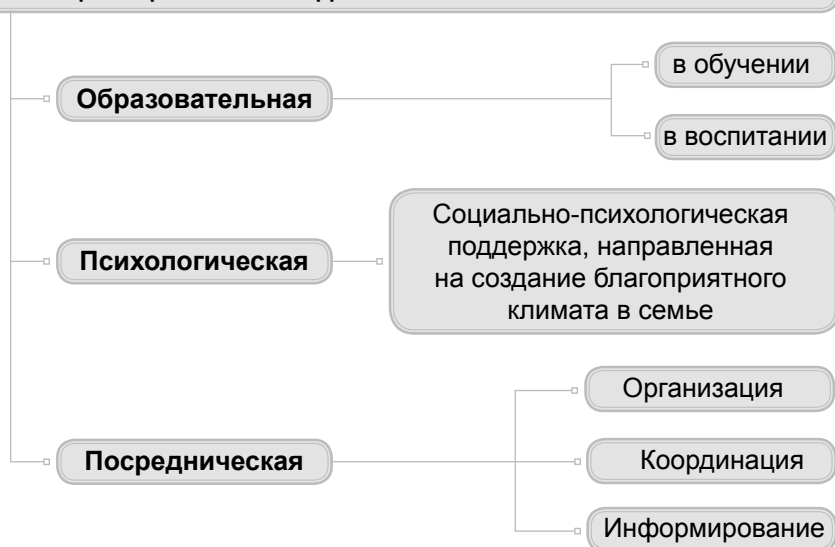 Образовательная
в обучении
в воспитании
Психологическая
Социально-психологическая
поддержка, направленная
на создание благоприятного
климата в семье
Посредническая
Организация
Координация
Информирование